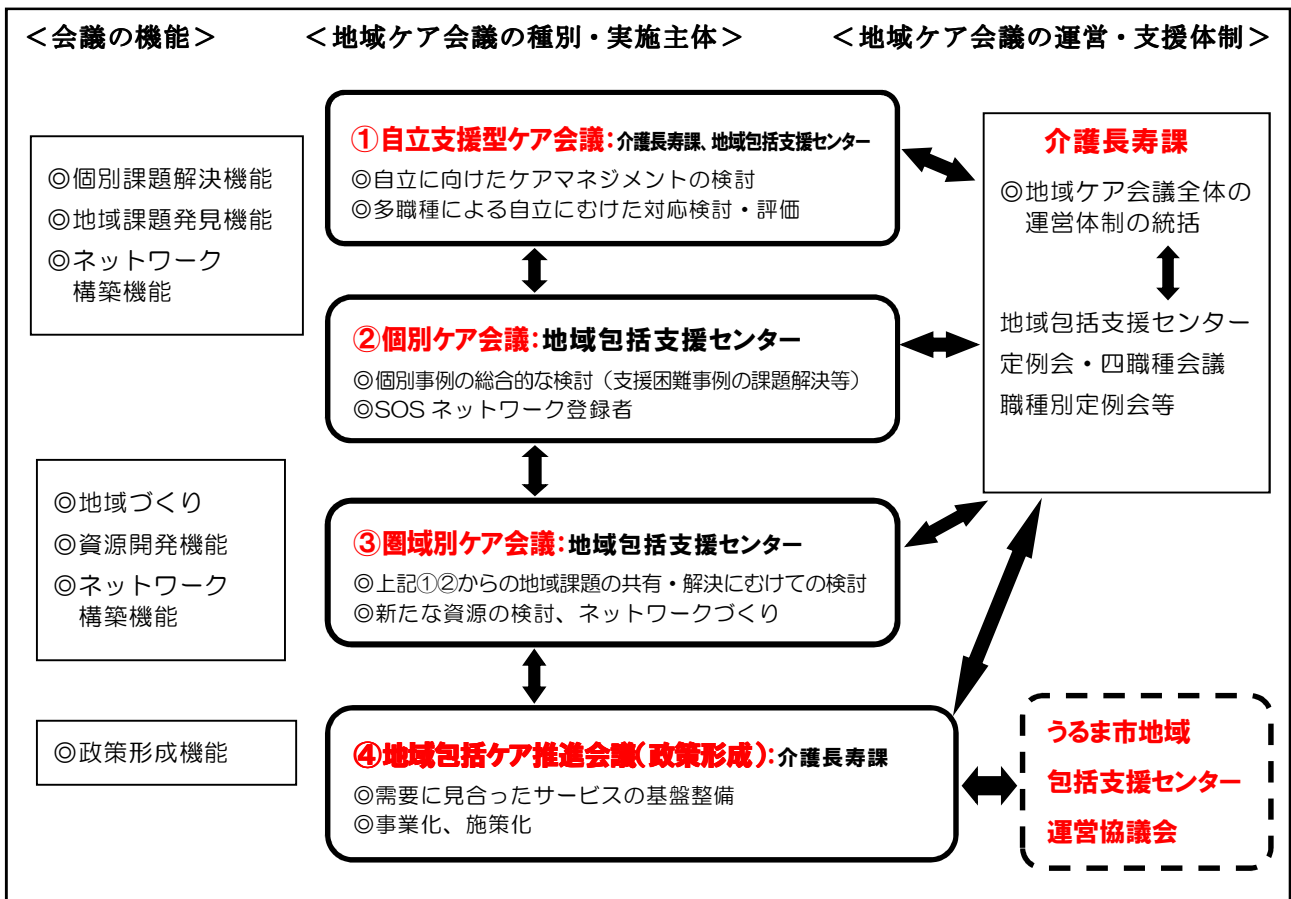 ＜会議の機能＞
＜地域ケア会議の種別・実施主体＞
＜地域ケア会議の運営・支援体制＞
◎個別課題解決機能
◎地域課題発見機能
◎ネットワーク
構築機能
◎地域づくり
◎資源開発機能
◎ネットワーク
構築機能
◎政策形成機能
①自立支援型ケア会議：介護長寿課、地域包括支援センター
◎自立に向けたケアマネジメントの検討
◎多職種による自立にむけた対応検討・評価
②個別ケア会議：地域包括支援センター
◎個別事例の総合的な検討（支援困難事例の課題解決等）
◎SOS ネットワーク登録者
③圏域別ケア会議：地域包括支援センター
◎上記①②からの地域課題の共有・解決にむけての検討
◎新たな資源の検討、ネットワークづくり
④地域包括ケア推進会議（政策形成）：介護長寿課
◎需要に見合ったサービスの基盤整備
◎事業化、施策化
介護長寿課
◎地域ケア会議全体の
運営体制の統括
地域包括支援センター
定例会・四職種会議
職種別定例会等
うるま市地域
包括支援センター
運営協議会